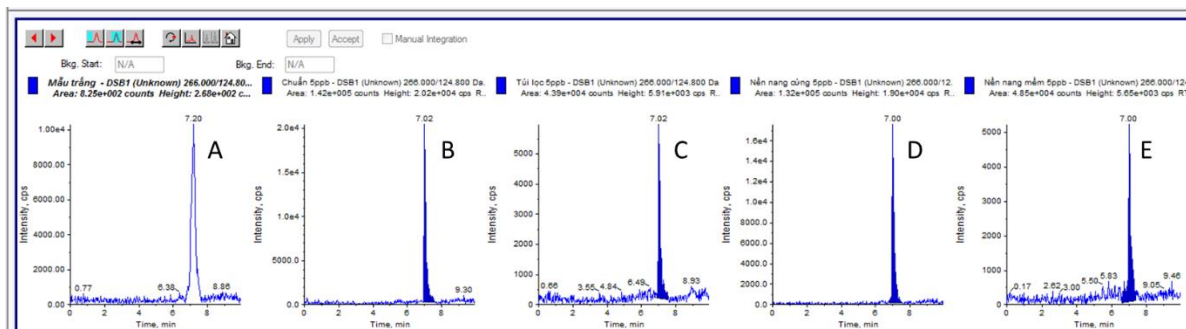 Apply Accept Manual Integration
Bkg. Start: N/A Bkg. End: N/A
Mẫu trắng - DSB1 (Unknown) 266.000/124.80...
Area: 8.25e+002 counts Height: 2.68e+002 c...
Chuẩn 5ppb - DSB1 (Unknown) 266.000/124.800 Da.
Area: 1.42e+005 counts Height: 2.02e+004 cps R..
Túi lọc 5ppb - DSB1 (Unknown) 266.000/124.800 Da
Area: 4.39e+004 counts Height: 5.91e+003 cps R..
Nền nang cứng 5ppb - DSB1 (Unknown) 266.000/12.
Area: 1.32e+005 counts Height: 1.90e+004 cps R..
Nền nang mềm 5ppb - DSB1 (Unknown) 266.000/124
Area: 4.85e+004 counts Height: 5.65e+003 cps RT
A
7.20
1.00e4
8000.00
6000.00
4000.00
2000.00
0.00
0.77 6.38 8.86
0 5
Intensity, cps
Time, min
B
7.02
2.0e4
1.5e4
1.0e4
5000.0
0.0
9.30
0 5
Intensity, cps
Time, min
C
7.02
5000
4000
3000
2000
1000
0
0.66 3.55 4.84 6.49 8.93
0 5
Intensity, cps
Time, min
D
7.00
1.6e4
1.4e4
1.2e4
1.0e4
8000.0
6000.0
4000.0
2000.0
0.0
0 5
Intensity, cps
Time, min
E
7.00
5000
4000
3000
2000
1000
0
0.17 2.62 3.00 5.50 5.83 9.05 9.46
0 5
Intensity, cps
Time, min